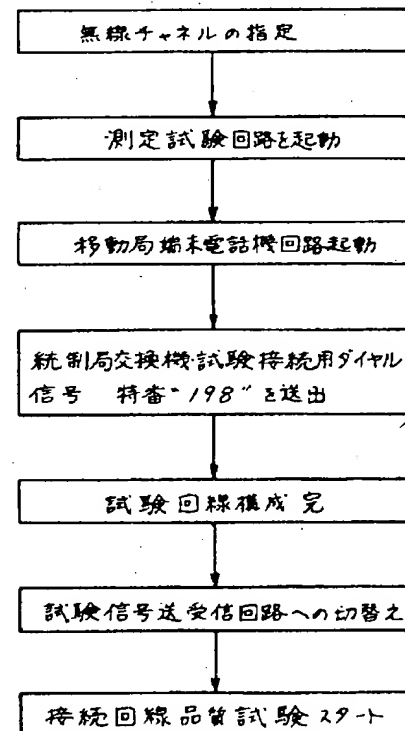 無線チャネルの指定
測定試験回路を起動
移動局端末電話機回路起動
統制局交換機・試験接続用ダイヤル
信号 特番“198”を送出
試験回線構成 完
試験信号送受信回路への切替え
接続回線品質試験スタート